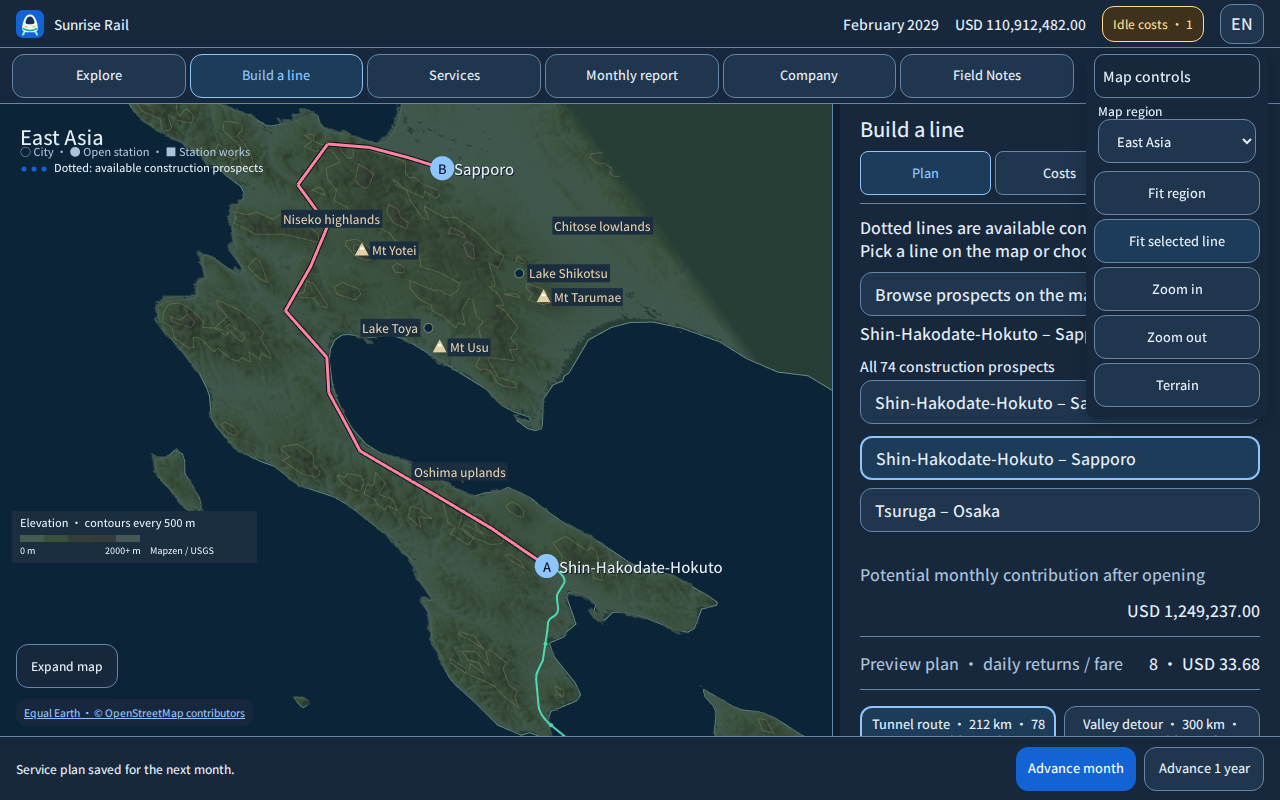 Sunrise Rail
February 2029
USD 110,912,482.00
Idle costs • 1
EN
Explore
Build a line
Services
Monthly report
Company
Field Notes
Map controls
Map region
East Asia
Fit region
Fit selected line
Zoom in
Zoom out
Terrain
East Asia
City • Open station • Station works
Dotted: available construction prospects
B
Sapporo
Niseko highlands
Chitose lowlands
Mt Yotei
Lake Shikotsu
Mt Tarumae
Lake Toya
Mt Usu
Oshima uplands
A
Shin-Hakodate-Hokuto
Elevation • contours every 500 m
0 m
2000+ m
Mapzen / USGS
Expand map
Equal Earth • © OpenStreetMap contributors
Build a line
Plan
Costs
Dotted lines are available con
Pick a line on the map or choo
Browse prospects on the ma
Shin-Hakodate-Hokuto – Sapp
All 74 construction prospects
Shin-Hakodate-Hokuto – Sa
Shin-Hakodate-Hokuto – Sapporo
Tsuruga – Osaka
Potential monthly contribution after opening
USD 1,249,237.00
Preview plan • daily returns / fare
8 • USD 33.68
Tunnel route • 212 km • 78
Valley detour • 300 km •
Service plan saved for the next month.
Advance month
Advance 1 year